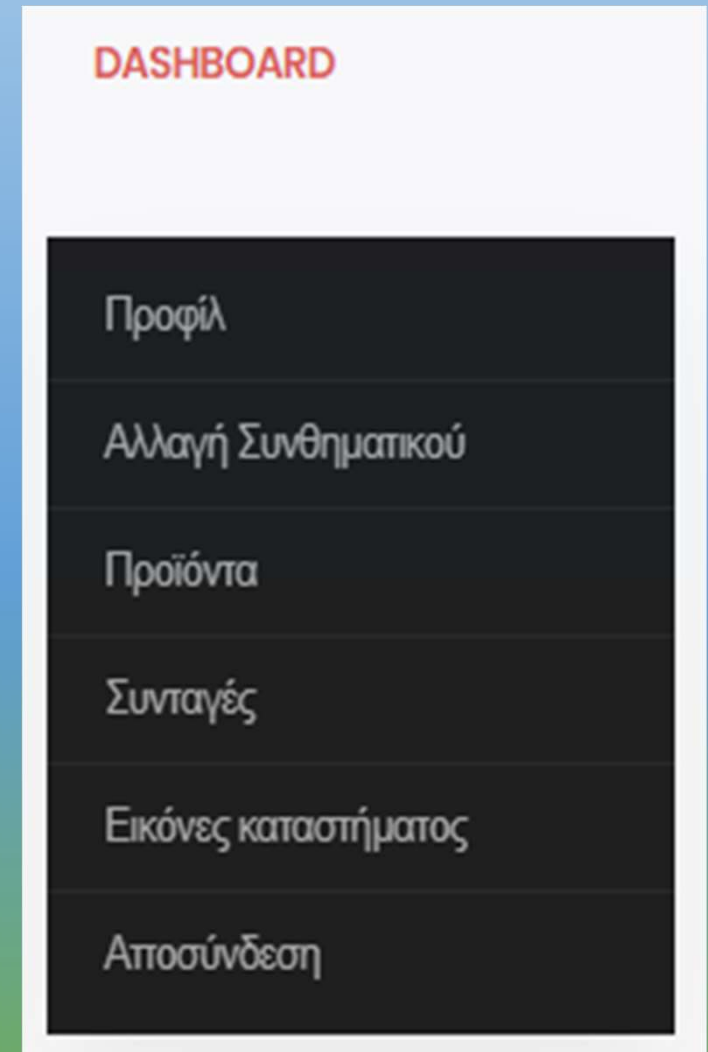 DASHBOARD
Προφίλ
Αλλαγή Συνθηματικού
Προϊόντα
Συνταγές
Εικόνες καταστήματος
Αποσύνδεση